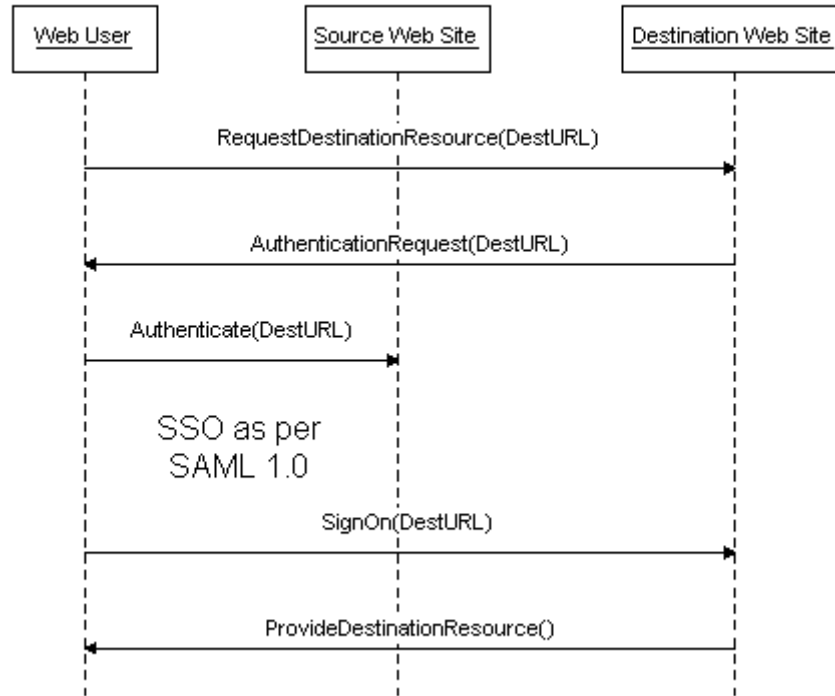 Web User
Source Web Site
Destination Web Site
RequestDestinationResource(DestURL)
AuthenticationRequest(DestURL)
Authenticate(DestURL)
SSO as per
SAML 1.0
SignOn(DestURL)
ProvideDestinationResource()